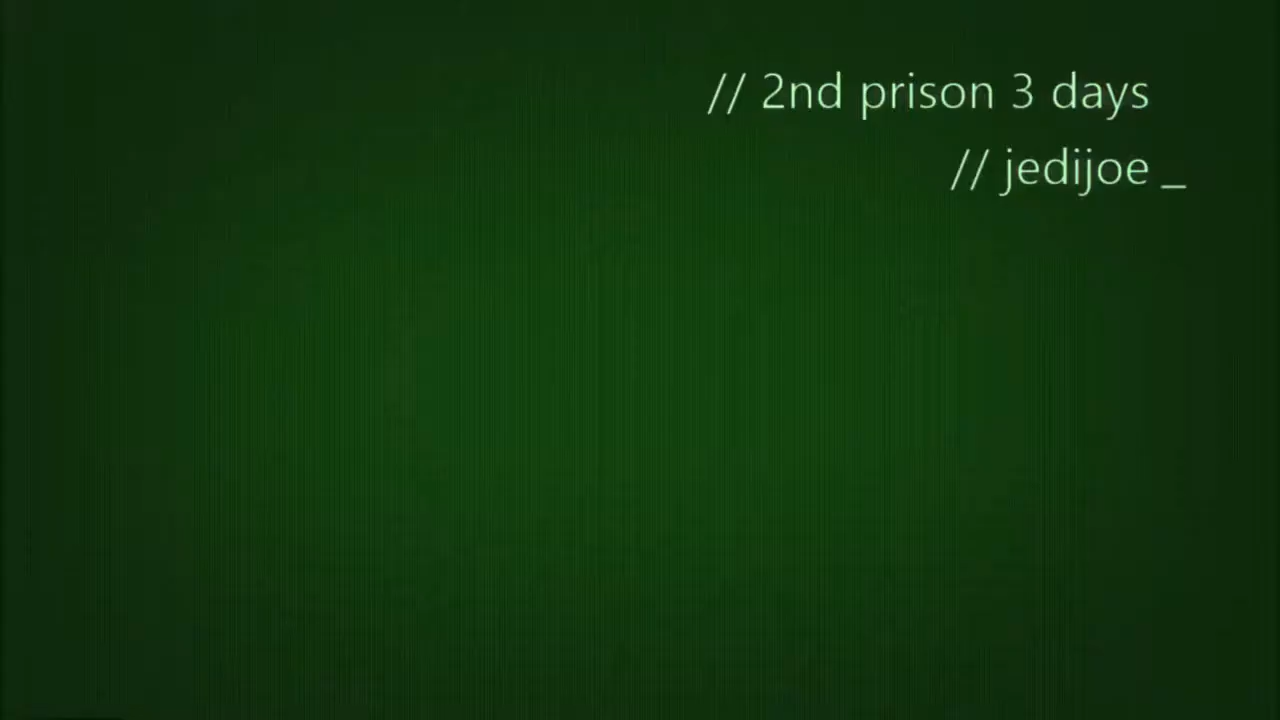 // 2nd prison 3 days
// jedijoe _